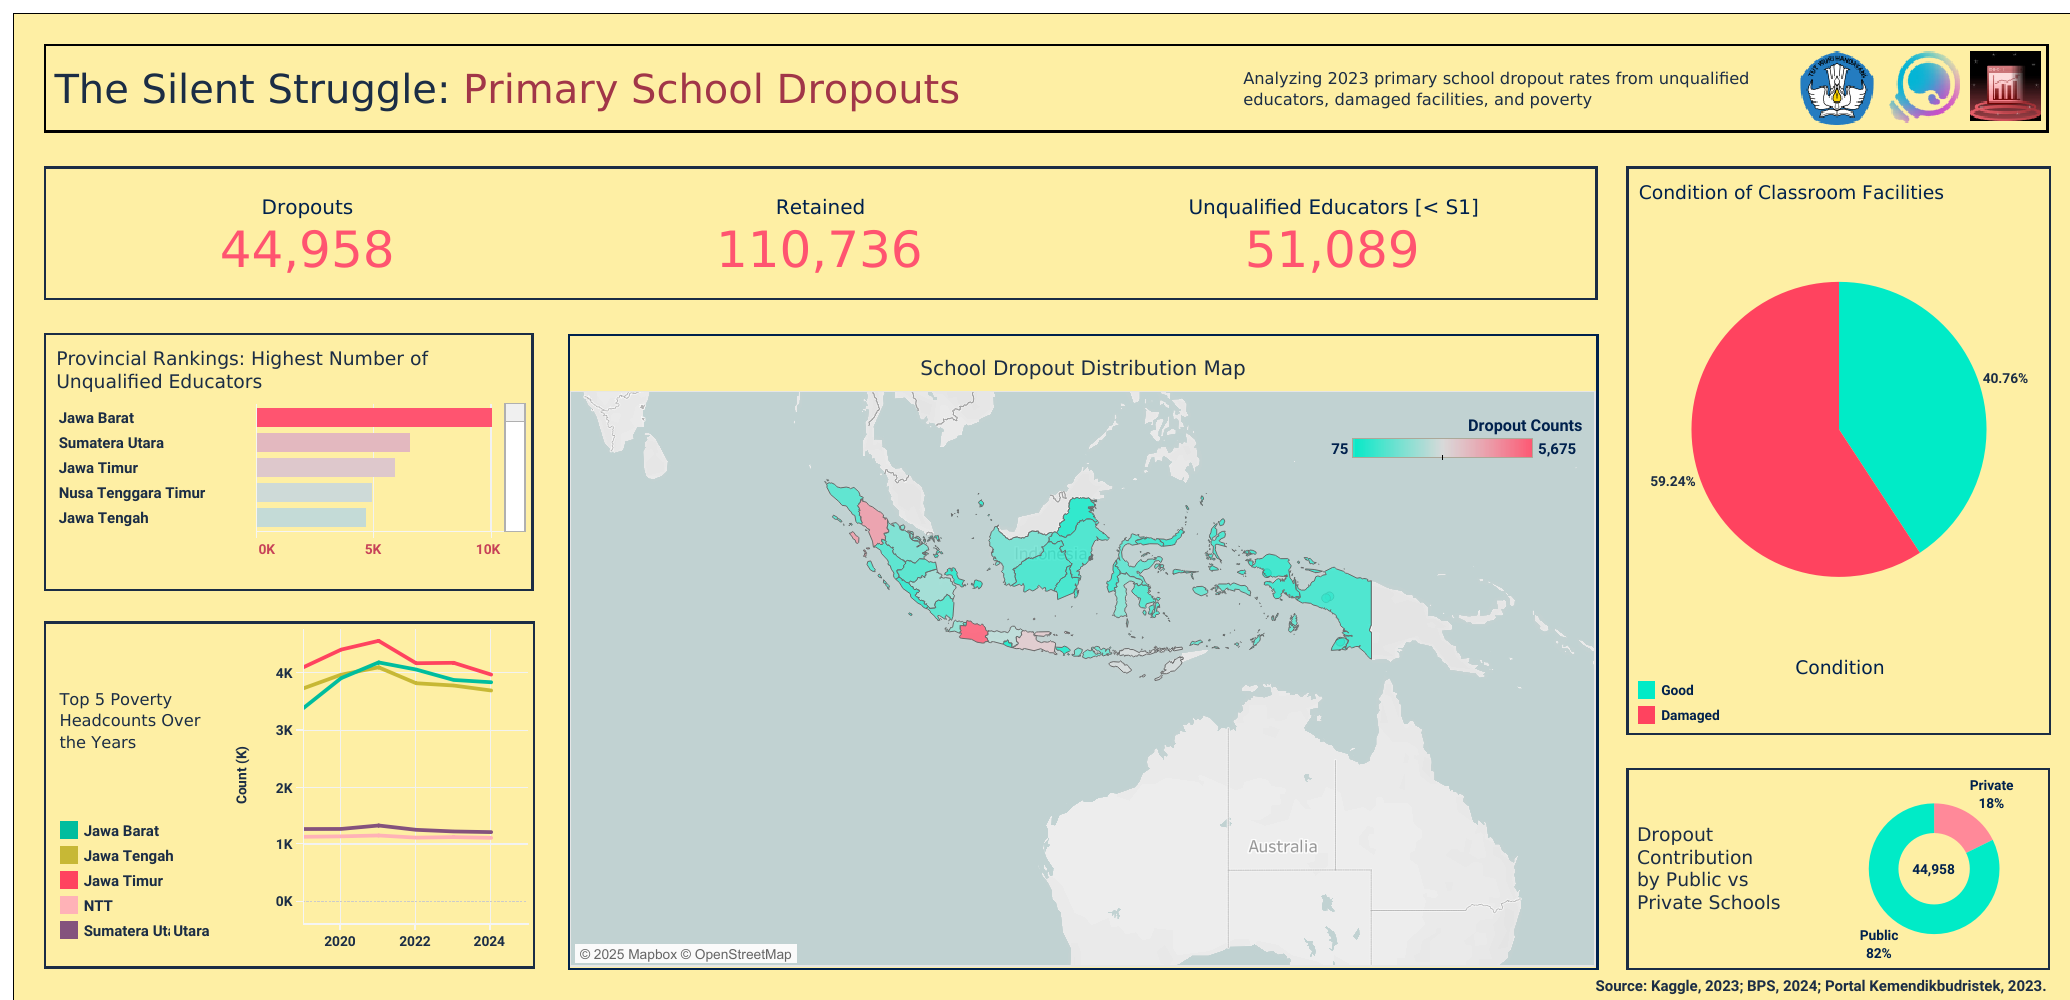 The Silent Struggle: Primary School Dropouts
Analyzing 2023 primary school dropout rates from unqualified
educators, damaged facilities, and poverty
Dropouts
44,958
Retained
110,736
Unqualified Educators [< S1]
51,089
Provincial Rankings: Highest Number of
Unqualified Educators
Jawa Barat
Sumatera Utara
Jawa Timur
Nusa Tenggara Timur
Jawa Tengah
0K
5K
10K
Top 5 Poverty
Headcounts Over
the Years
Jawa Barat
Jawa Tengah
Jawa Timur
NTT
Sumatera Utara
Count (K)
4K
3K
2K
1K
0K
2020
2022
2024
School Dropout Distribution Map
Dropout Counts
75
5,675
Indonesia
Australia
© 2025 Mapbox © OpenStreetMap
Condition of Classroom Facilities
40.76%
59.24%
Condition
Good
Damaged
Dropout
Contribution
by Public vs
Private Schools
Private
18%
44,958
Public
82%
Source: Kaggle, 2023; BPS, 2024; Portal Kemendikbudristek, 2023.